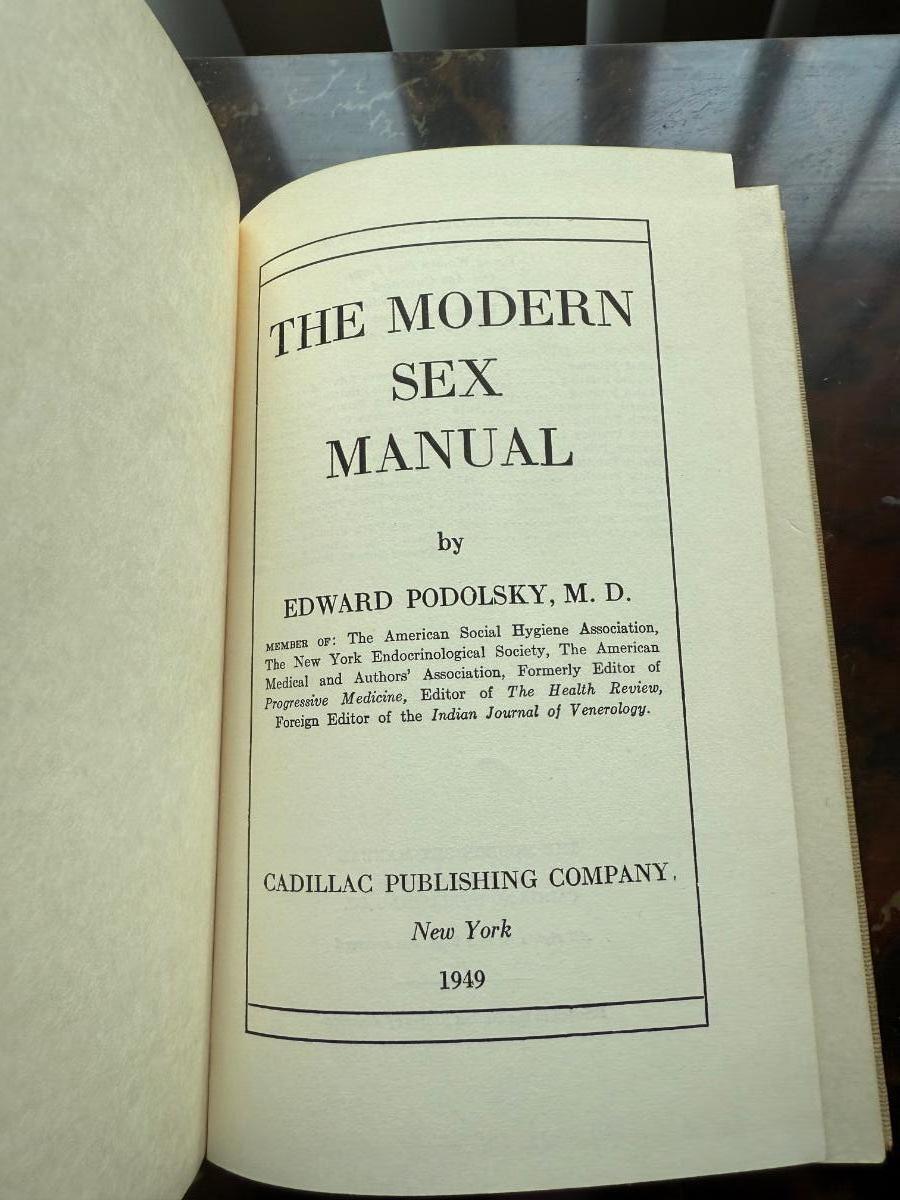 THE MODERN
SEX
MANUAL
by
EDWARD PODOLSKY, M. D.
MEMBER OF: The American Social Hygiene Association,
The New York Endocrinological Society, The American
Medical and Authors' Association, Formerly Editor of
Progressive Medicine, Editor of The Health Review,
Foreign Editor of the Indian Journal of Venerology.
CADILLAC PUBLISHING COMPANY,
New York
1949